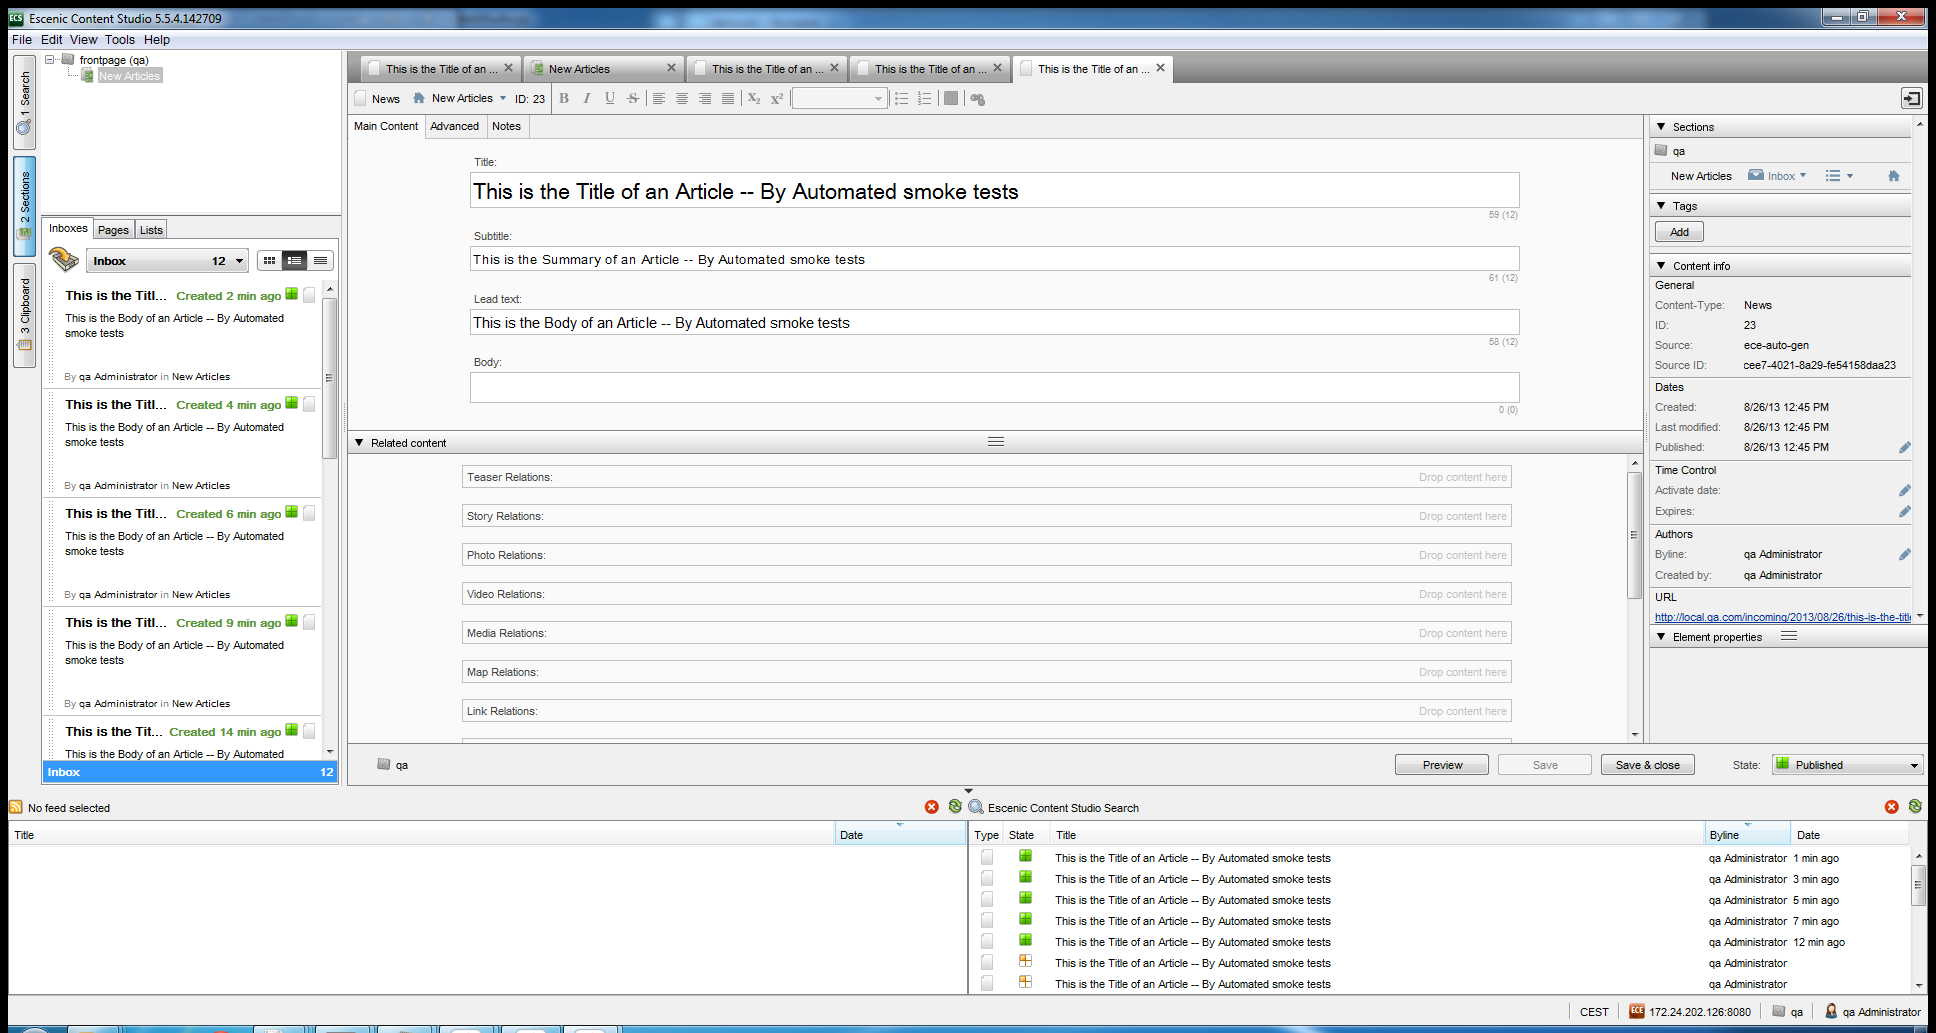 Escenic Content Studio 5.5.4.142709
File Edit View Tools Help
1 Search
2 Sections
3 Clipboard
frontpage (qa)
New Articles
Inboxes Pages Lists
Inbox 12
This is the Titl... Created 2 min ago
This is the Body of an Article -- By Automated
smoke tests
By qa Administrator in New Articles
This is the Titl... Created 4 min ago
This is the Body of an Article -- By Automated
smoke tests
By qa Administrator in New Articles
This is the Titl... Created 6 min ago
This is the Body of an Article -- By Automated
smoke tests
By qa Administrator in New Articles
This is the Titl... Created 9 min ago
This is the Body of an Article -- By Automated
smoke tests
By qa Administrator in New Articles
This is the Tit... Created 14 min ago
This is the Body of an Article -- By Automated
Inbox 12
This is the Title of an ... New Articles This is the Title of an ... This is the Title of an ... This is the Title of an ...
News New Articles ID: 23 B I U S X₂ X²
Main Content Advanced Notes
Title:
This is the Title of an Article -- By Automated smoke tests
59 (12)
Subtitle:
This is the Summary of an Article -- By Automated smoke tests
61 (12)
Lead text:
This is the Body of an Article -- By Automated smoke tests
58 (12)
Body:
0 (0)
Related content
Teaser Relations: Drop content here
Story Relations: Drop content here
Photo Relations: Drop content here
Video Relations: Drop content here
Media Relations: Drop content here
Map Relations: Drop content here
Link Relations: Drop content here
qa Preview Save Save & close State: Published
Sections
qa
New Articles Inbox
Tags
Add
Content info
General
Content-Type: News
ID: 23
Source: ece-auto-gen
Source ID: cee7-4021-8a29-fe54158daa23
Dates
Created: 8/26/13 12:45 PM
Last modified: 8/26/13 12:45 PM
Published: 8/26/13 12:45 PM
Time Control
Activate date:
Expires:
Authors
Byline: qa Administrator
Created by: qa Administrator
URL
http://local.qa.com/incoming/2013/08/26/this-is-the-title
Element properties
No feed selected
Title Date
Escenic Content Studio Search
Type State Title Byline Date
This is the Title of an Article -- By Automated smoke tests qa Administrator 1 min ago
This is the Title of an Article -- By Automated smoke tests qa Administrator 3 min ago
This is the Title of an Article -- By Automated smoke tests qa Administrator 5 min ago
This is the Title of an Article -- By Automated smoke tests qa Administrator 7 min ago
This is the Title of an Article -- By Automated smoke tests qa Administrator 12 min ago
This is the Title of an Article -- By Automated smoke tests qa Administrator
This is the Title of an Article -- By Automated smoke tests qa Administrator
CEST ECE 172.24.202.126:8080 qa qa Administrator